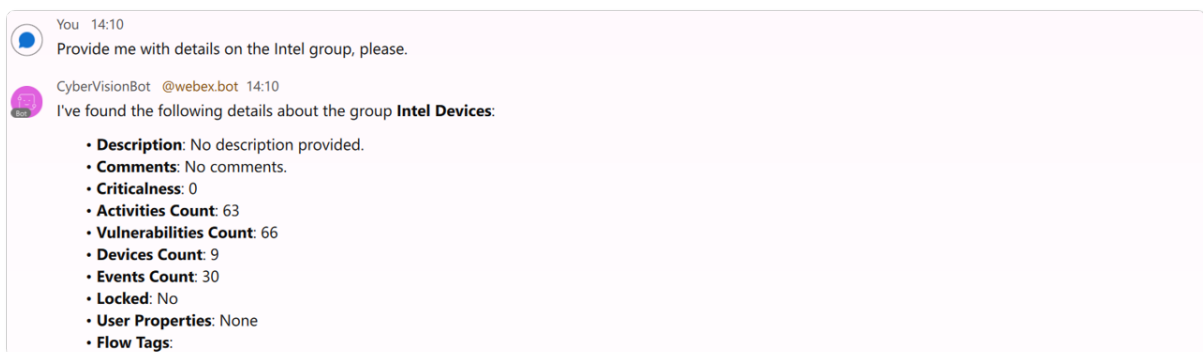 You 14:10
Provide me with details on the Intel group, please.
CyberVisionBot @webex.bot 14:10
I've found the following details about the group Intel Devices:
• Description: No description provided.
• Comments: No comments.
• Criticalness: 0
• Activities Count: 63
• Vulnerabilities Count: 66
• Devices Count: 9
• Events Count: 30
• Locked: No
• User Properties: None
• Flow Tags:
Bot